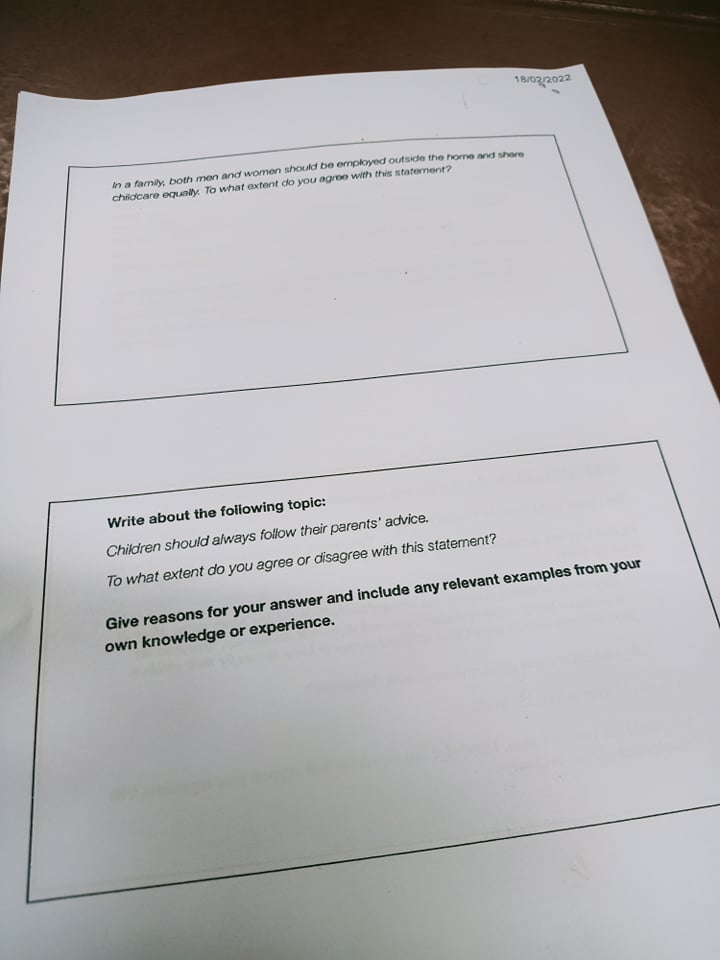 18/02/2022
In a family, both men and women should be employed outside the home and share
childcare equally. To what extent do you agree with this statement?
Write about the following topic:
Children should always follow their parents' advice.
To what extent do you agree or disagree with this statement?
Give reasons for your answer and include any relevant examples from your
own knowledge or experience.